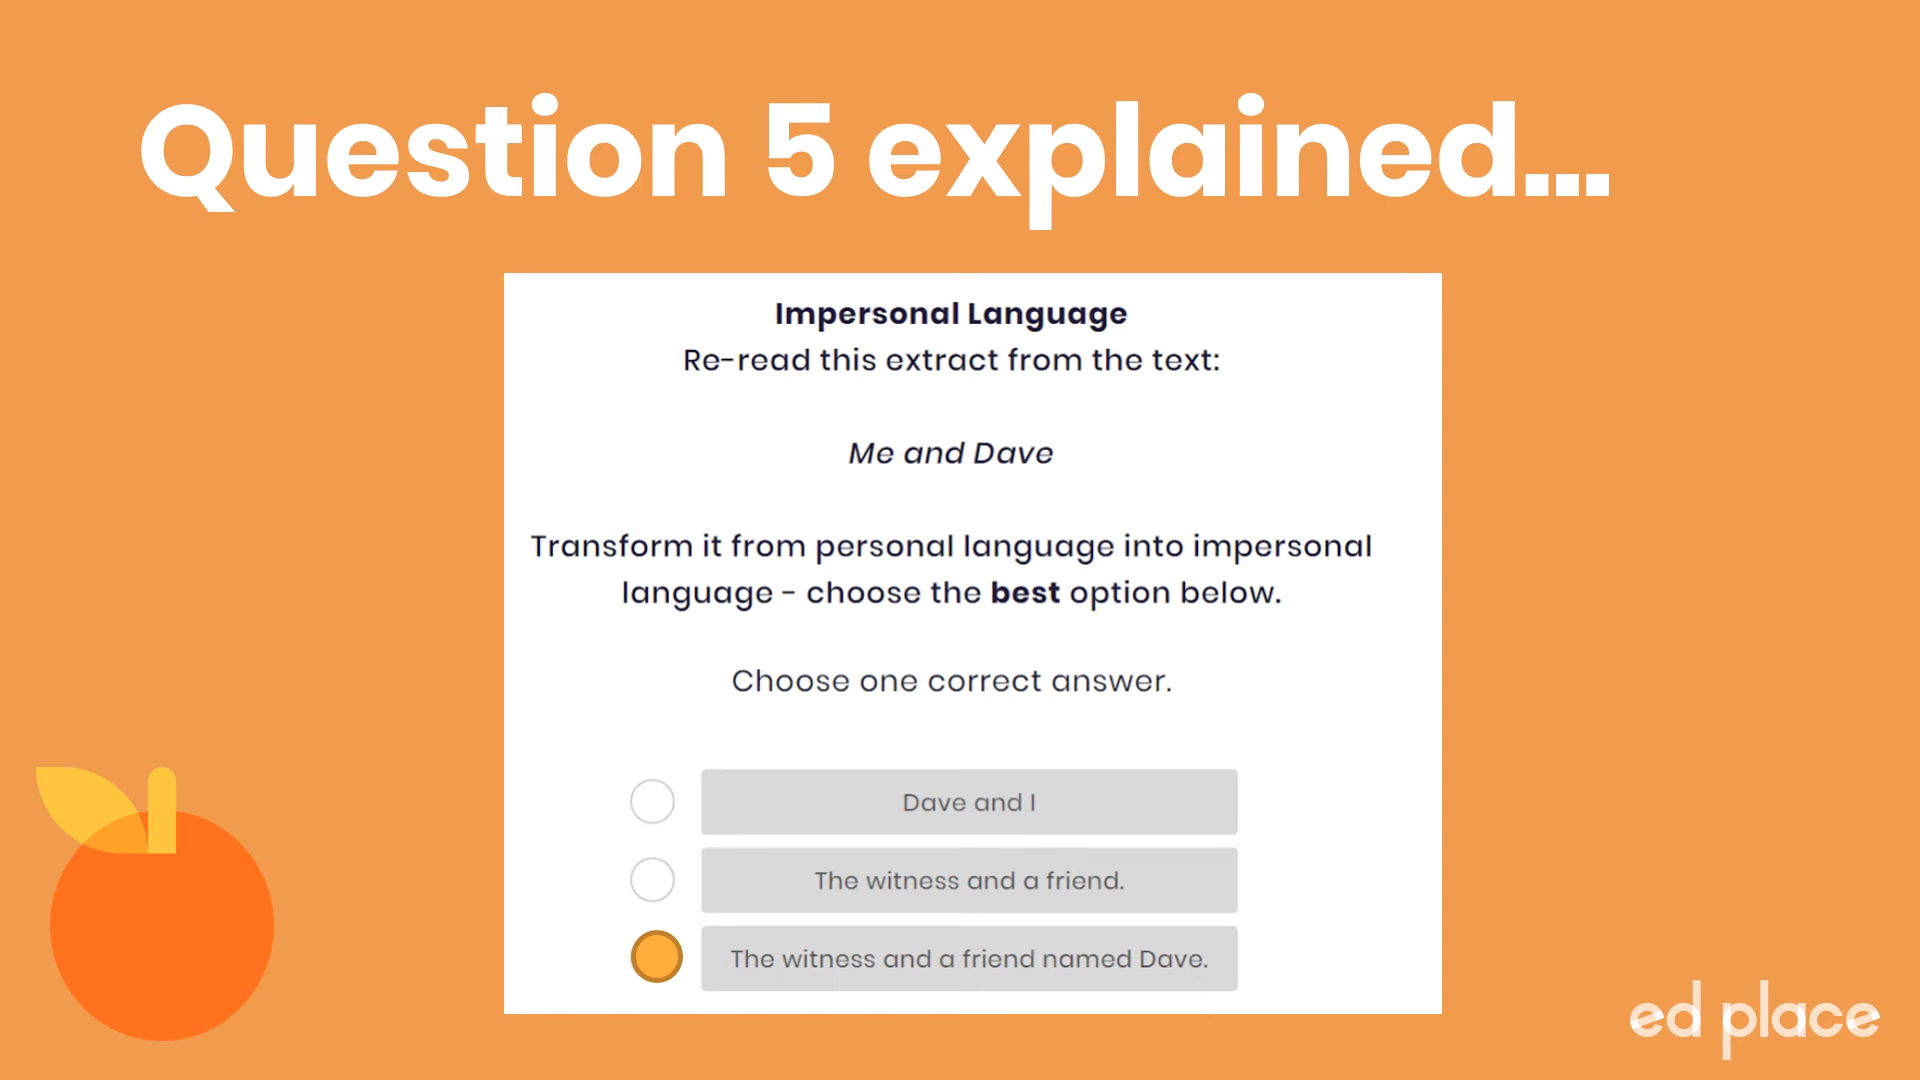 Question 5 explained...
Impersonal Language
Re-read this extract from the text:
Me and Dave
Transform it from personal language into impersonal
language - choose the best option below.
Choose one correct answer.
Dave and I
The witness and a friend.
The witness and a friend named Dave.
ed place